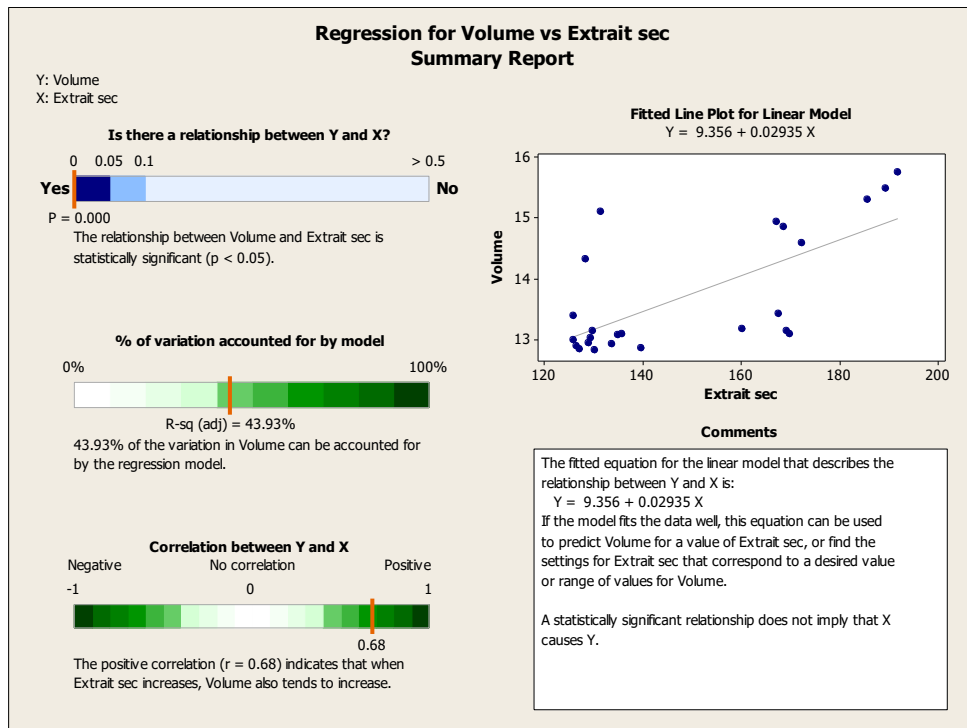 Regression for Volume vs Extrait sec
Summary Report
Y: Volume
X: Extrait sec
Is there a relationship between Y and X?
0 0.05 0.1 > 0.5
Yes No
P = 0.000
The relationship between Volume and Extrait sec is
statistically significant (p < 0.05).
% of variation accounted for by model
0% 100%
R-sq (adj) = 43.93%
43.93% of the variation in Volume can be accounted for
by the regression model.
Correlation between Y and X
Negative No correlation Positive
-1 0 1
0.68
The positive correlation (r = 0.68) indicates that when
Extrait sec increases, Volume also tends to increase.
Fitted Line Plot for Linear Model
Y = 9.356 + 0.02935 X
16
15
14
13
Volume
120 140 160 180 200
Extrait sec
Comments
The fitted equation for the linear model that describes the
relationship between Y and X is:
Y = 9.356 + 0.02935 X
If the model fits the data well, this equation can be used
to predict Volume for a value of Extrait sec, or find the
settings for Extrait sec that correspond to a desired value
or range of values for Volume.
A statistically significant relationship does not imply that X
causes Y.